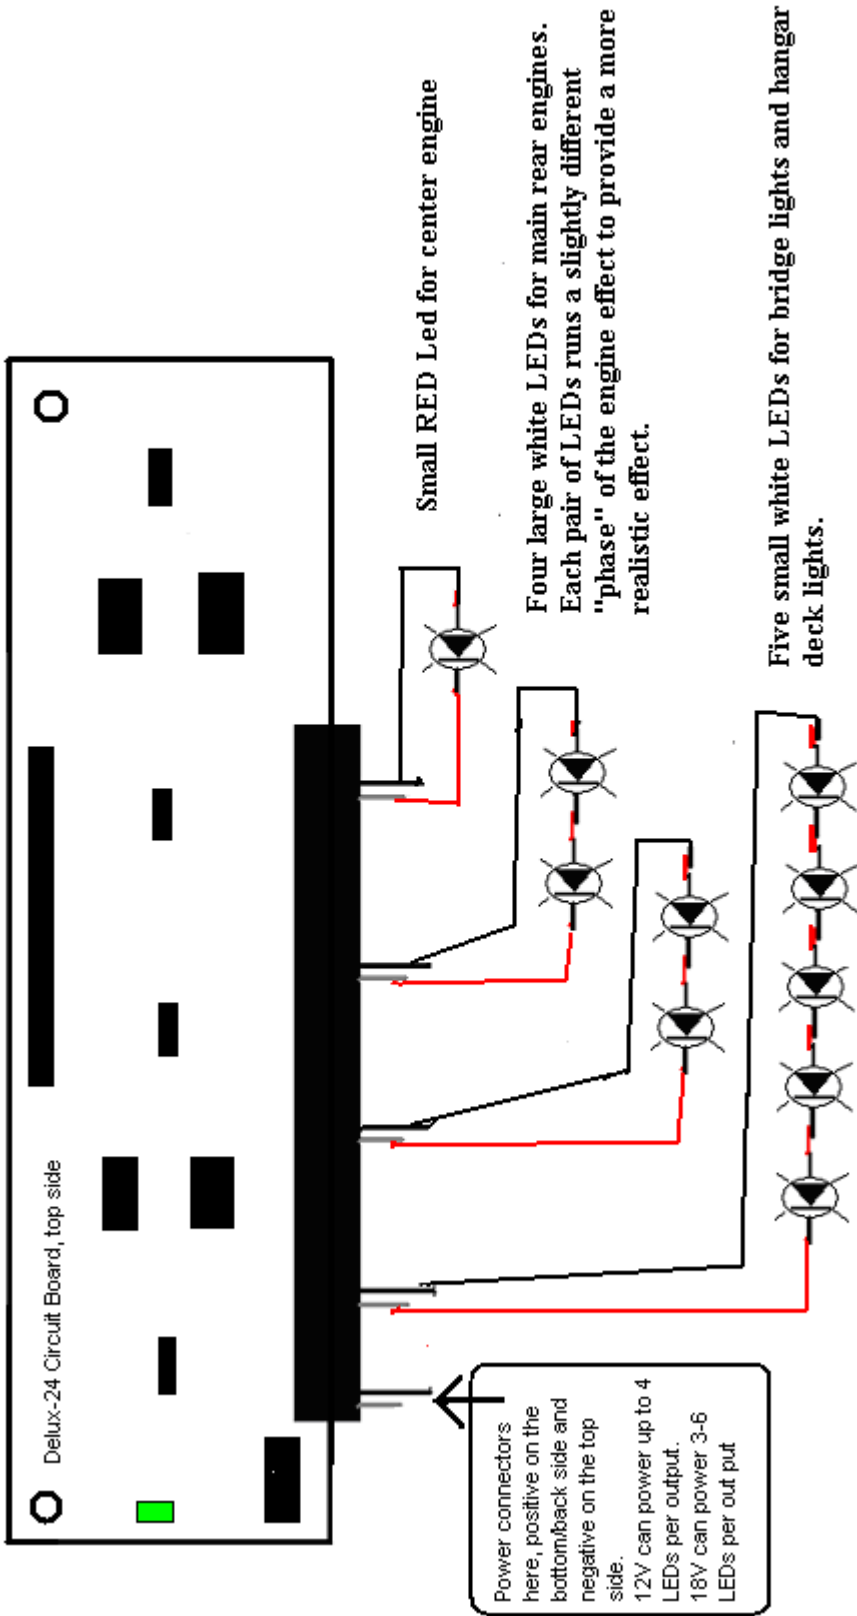 Delux-24 Circuit Board, top side
Small RED Led for center engine
Four large white LEDs for main rear engines.
Each pair of LEDs runs a slightly different
"phase" of the engine effect to provide a more
realistic effect.
Five small white LEDs for bridge lights and hangar
deck lights.
Power connectors
here, positive on the
bottom/back side and
negative on the top
side.
12V can power up to 4
LEDs per output.
18V can power 3-6
LEDs per out put